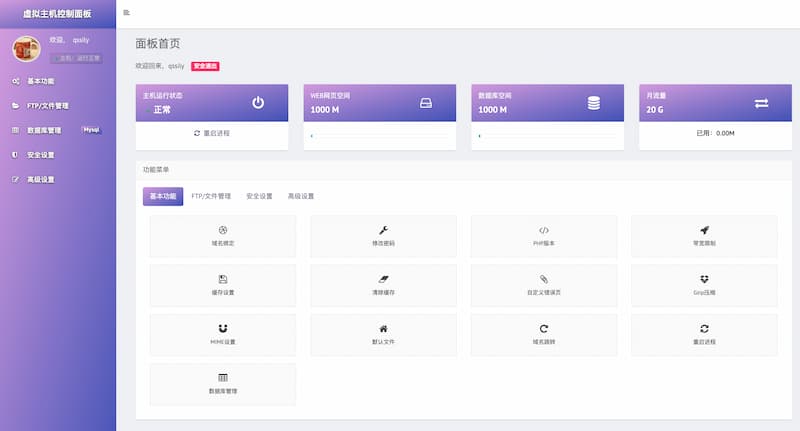 虚拟主机控制面板
欢迎, qssily
主机: 运行正常
基本功能
FTP/文件管理
数据库管理 Mysql
安全设置
高级设置
面板首页
欢迎回来, qssily 安全退出
主机运行状态
正常
重启进程
WEB网页空间
1000 M
数据库空间
1000 M
月流量
20 G
已用: 0.00M
功能菜单
基本功能 FTP/文件管理 安全设置 高级设置
域名绑定 修改密码 PHP版本 带宽限制
缓存设置 清除缓存 自定义错误页 Gzip压缩
MIME设置 默认文件 域名跳转 重启进程
数据库管理